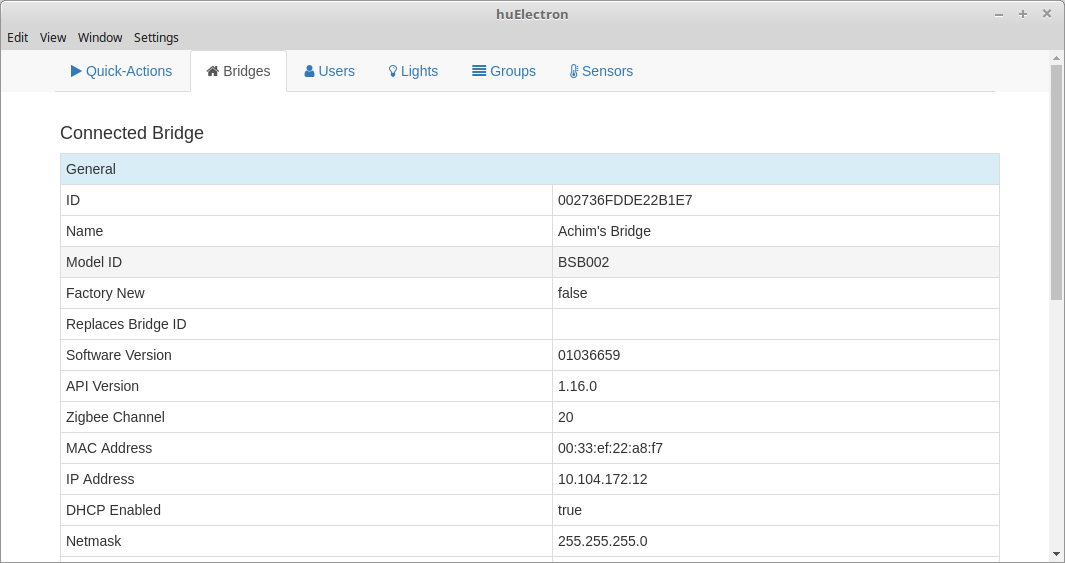 huElectron
Edit View Window Settings
Quick-Actions Bridges Users Lights Groups Sensors
Connected Bridge
General
ID 002736FDDE22B1E7
Name Achim's Bridge
Model ID BSB002
Factory New false
Replaces Bridge ID
Software Version 01036659
API Version 1.16.0
Zigbee Channel 20
MAC Address 00:33:ef:22:a8:f7
IP Address 10.104.172.12
DHCP Enabled true
Netmask 255.255.255.0